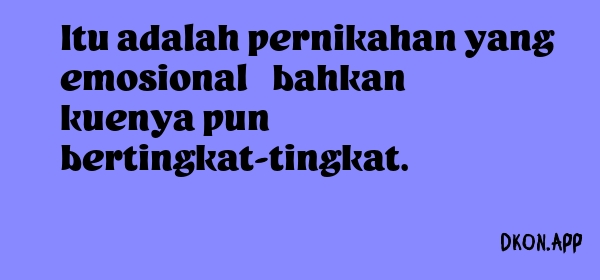 Itu adalah pernikahan yang
emosional bahkan
kuenya pun
bertingkat-tingkat.
DKON.APP